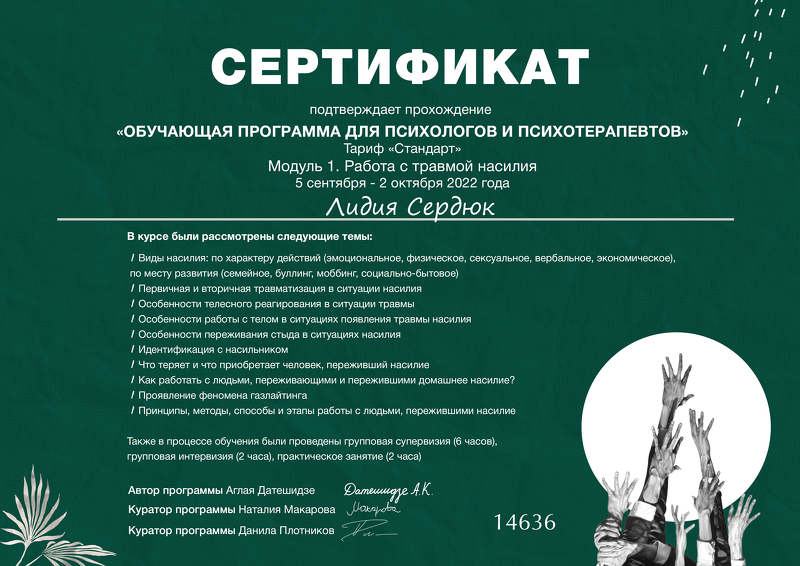 СЕРТИФИКАТ
подтверждает прохождение
«ОБУЧАЮЩАЯ ПРОГРАММА ДЛЯ ПСИХОЛОГОВ И ПСИХОТЕРАПЕВТОВ»
Тариф «Стандарт»
Модуль 1. Работа с травмой насилия
5 сентября - 2 октября 2022 года
Лидия Сердюк
В курсе были рассмотрены следующие темы:
/ Виды насилия: по характеру действий (эмоциональное, физическое, сексуальное, вербальное, экономическое),
по месту развития (семейное, буллинг, моббинг, социально-бытовое)
/ Первичная и вторичная травматизация в ситуации насилия
/ Особенности телесного реагирования в ситуации травмы
/ Особенности работы с телом в ситуациях появления травмы насилия
/ Особенности переживания стыда в ситуациях насилия
/ Идентификация с насильником
/ Что теряет и что приобретает человек, переживший насилие
/ Как работать с людьми, переживающими и пережившими домашнее насилие?
/ Проявление феномена газлайтинга
/ Принципы, методы, способы и этапы работы с людьми, пережившими насилие
Также в процессе обучения были проведены групповая супервизия (6 часов),
групповая интервизия (2 часа), практическое занятие (2 часа)
Автор программы Аглая Датешидзе Датешидзе А.К.
Куратор программы Наталия Макарова Макарова
Куратор программы Данила Плотников
14636